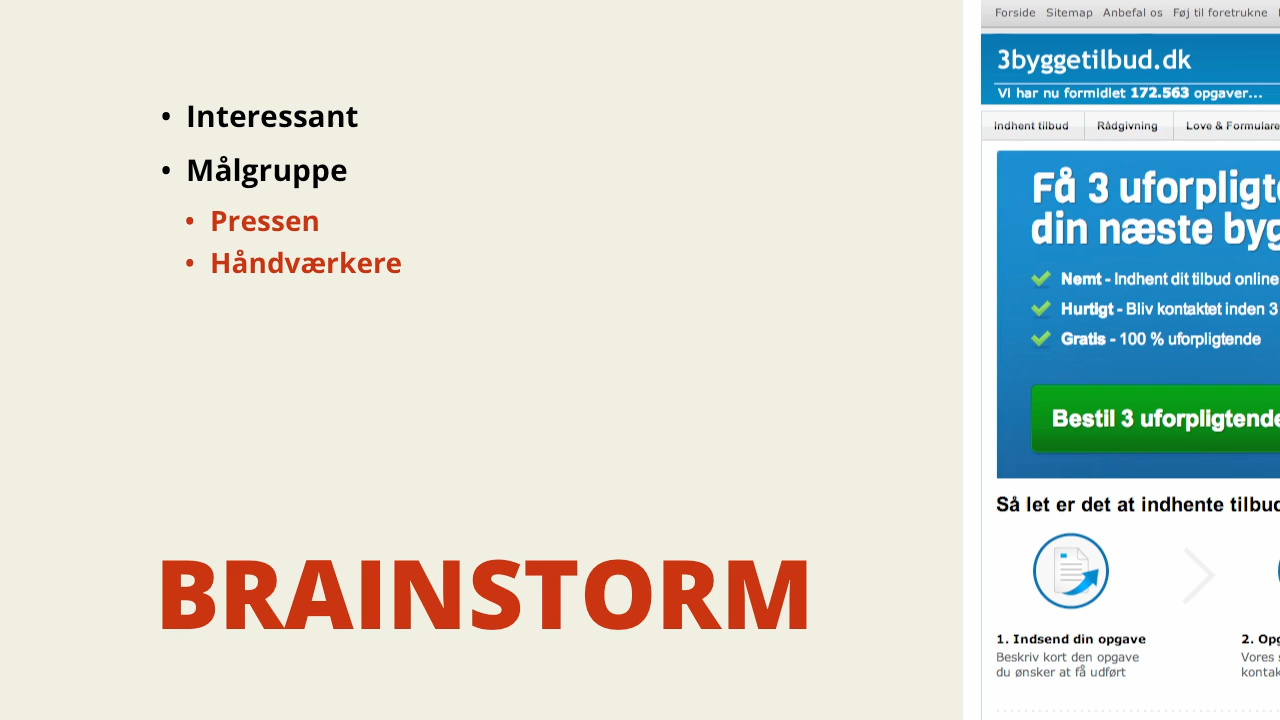 • Interessant
• Målgruppe
• Pressen
• Håndværkere
BRAINSTORM
Forside Sitemap Anbefal os Føj til foretrukne
3byggetilbud.dk
Vi har nu formidlet 172.563 opgaver...
Indhent tilbud Rådgivning Love & Formulare
Få 3 uforpligte
din næste byg
Nemt - Indhent dit tilbud online
Hurtigt - Bliv kontaktet inden 3
Gratis - 100 % uforpligtende
Bestil 3 uforpligtende
Så let er det at indhente tilbud
1. Indsend din opgave
Beskriv kort den opgave
du ønsker at få udført
2. Opg
Vores s
kontak